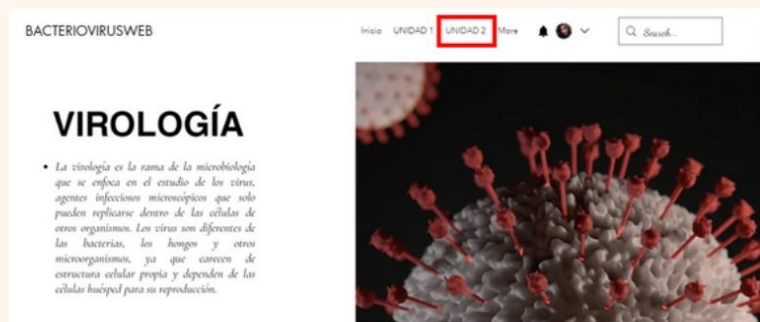 BACTERIOVIRUSWEB
Inicio UNIDAD 1 UNIDAD 2 More Search...
VIROLOGÍA
• La virología es la rama de la microbiología
que se enfoca en el estudio de los virus,
agentes infecciosos microscópicos que solo
pueden replicarse dentro de las células de
otros organismos. Los virus son diferentes de
las bacterias, los hongos y otros
microorganismos, ya que carecen de
estructura celular propia y dependen de las
células huésped para su reproducción.